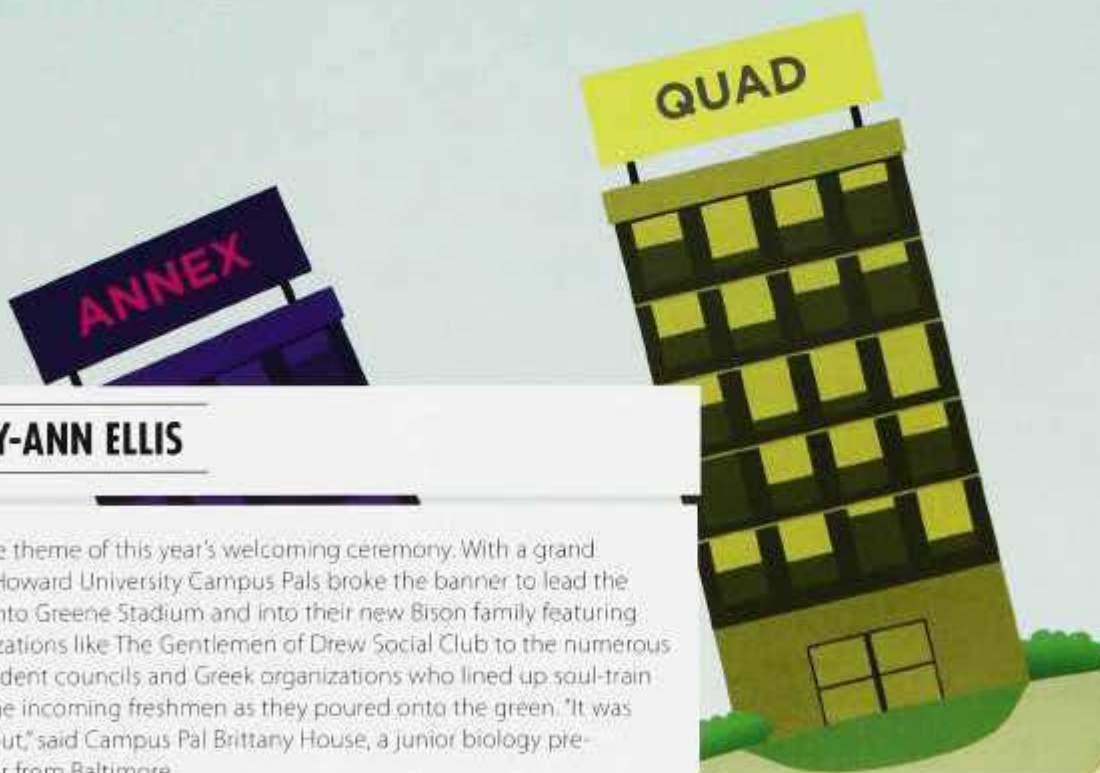 QUAD
ANNEX
Y-ANN ELLIS
theme of this year's welcoming ceremony. With a grand
Howard University Campus Pals broke the banner to lead the
nto Greene Stadium and into their new Bison family featuring
zations like The Gentlemen of Drew Social Club to the numerous
dent councils and Greek organizations who lined up soul-train
e incoming freshmen as they poured onto the green. "It was
out," said Campus Pal Brittany House, a junior biology pre-
r from Baltimore.